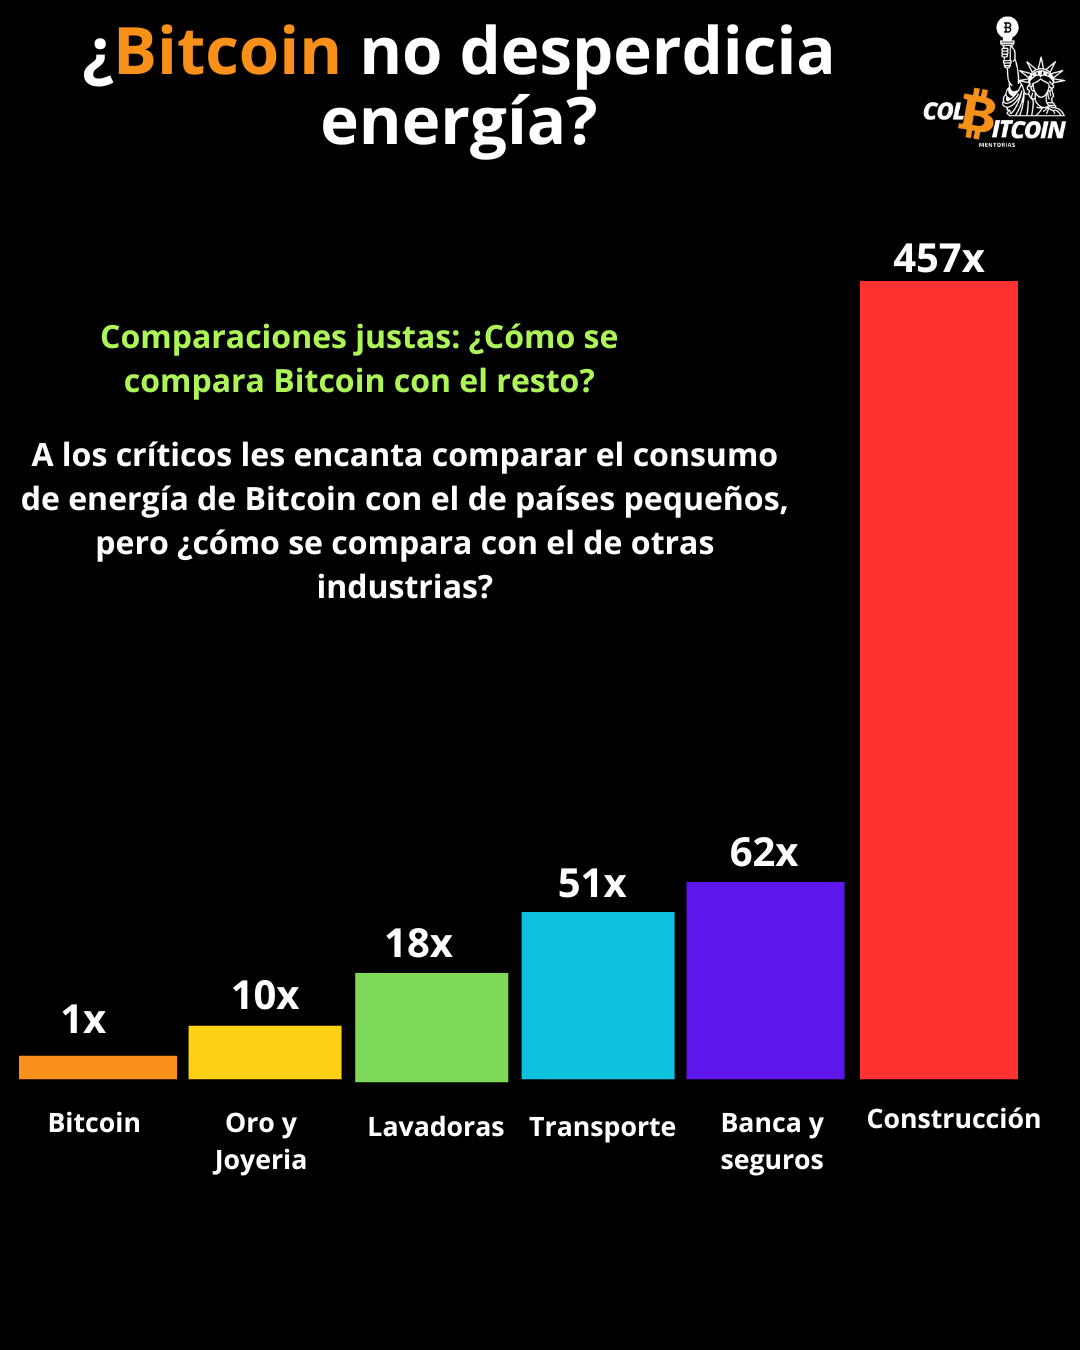 ¿Bitcoin no desperdicia
energía?
COL BITCOIN
MENTORIAS
457x
Comparaciones justas: ¿Cómo se
compara Bitcoin con el resto?
A los críticos les encanta comparar el consumo
de energía de Bitcoin con el de países pequeños,
pero ¿cómo se compara con el de otras
industrias?
62x
51x
18x
10x
1x
Bitcoin
Oro y
Joyeria
Lavadoras
Transporte
Banca y
seguros
Construcción